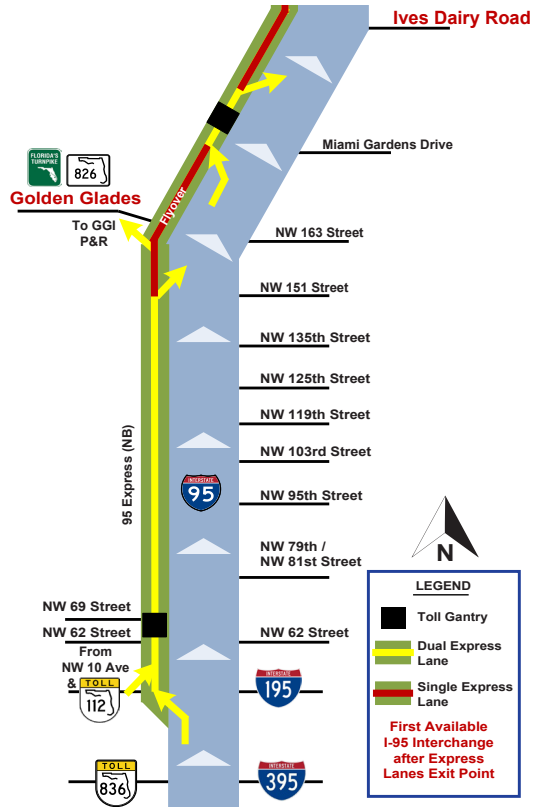 Ives Dairy Road
Miami Gardens Drive
FLORIDA'S
TURNPIKE
826
Golden Glades
To GGI
P&R
Flyover
NW 163 Street
NW 151 Street
NW 135th Street
NW 125th Street
NW 119th Street
NW 103rd Street
95 Express (NB)
INTERSTATE
95
NW 95th Street
NW 79th /
NW 81st Street
N
NW 69 Street
NW 62 Street
From
NW 10 Ave
&
TOLL
112
NW 62 Street
INTERSTATE
195
TOLL
836
INTERSTATE
395
LEGEND
Toll Gantry
Dual Express
Lane
Single Express
Lane
First Available
I-95 Interchange
after Express
Lanes Exit Point